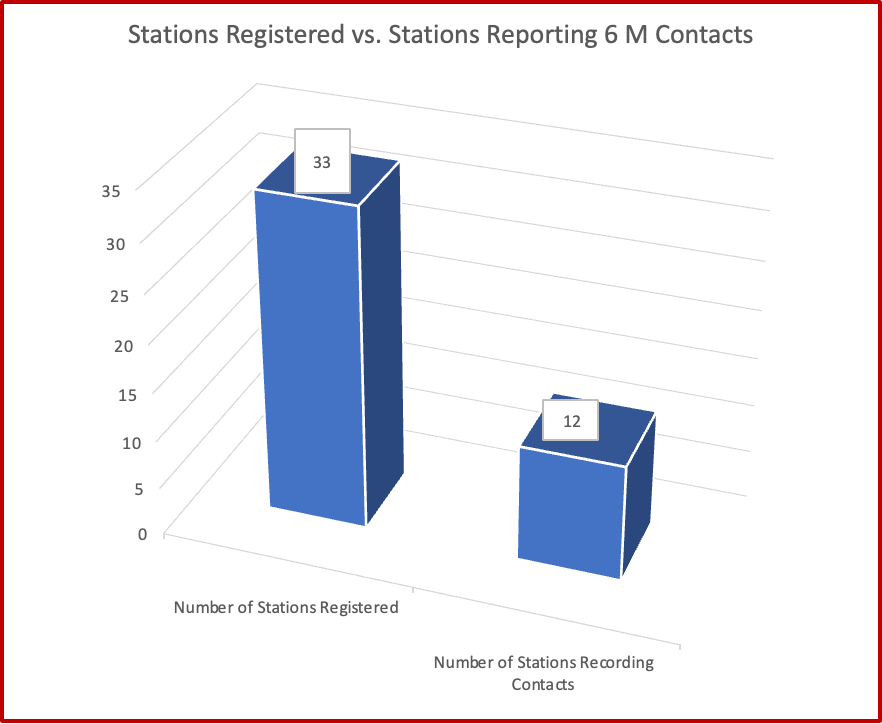 Stations Registered vs. Stations Reporting 6 M Contacts
33
35
30
25
20
15
12
10
5
0
Number of Stations Registered
Number of Stations Recording
Contacts